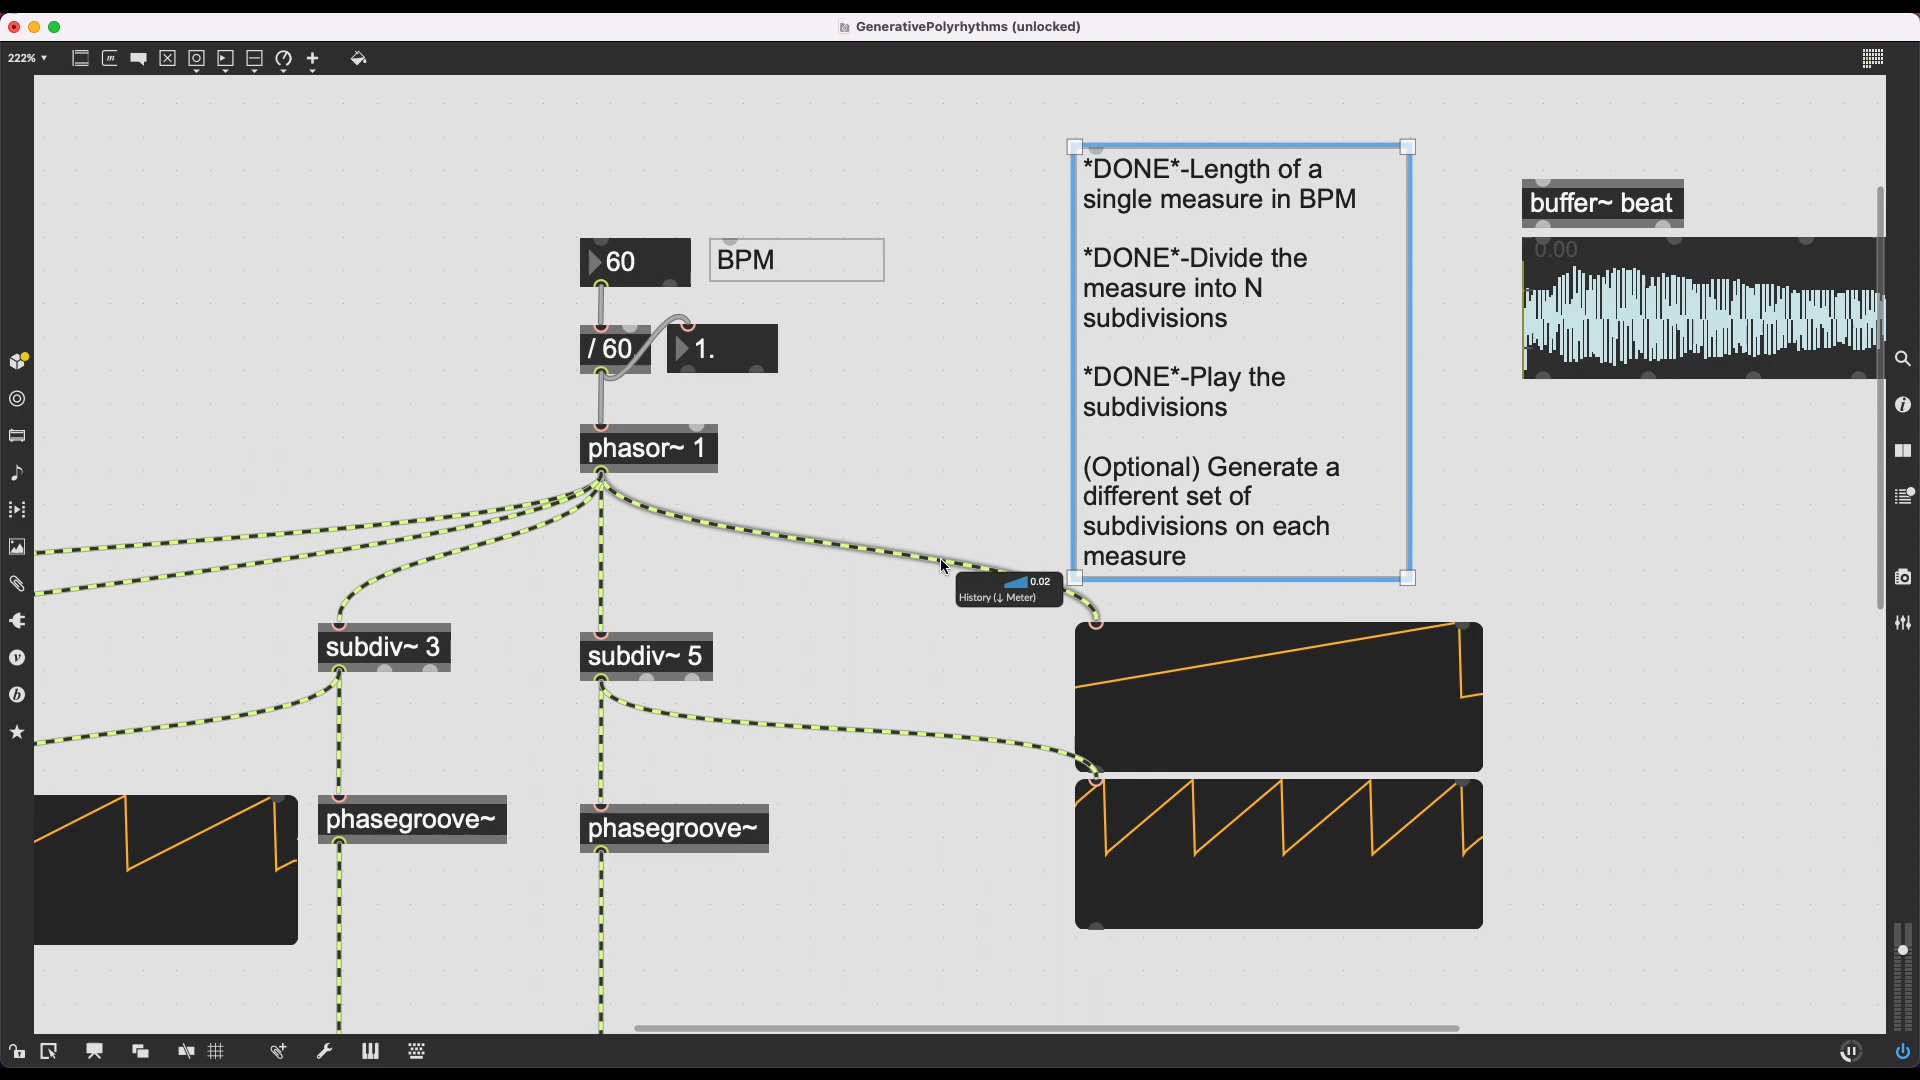 GenerativePolyrhythms (unlocked)
222%
*DONE*-Length of a
single measure in BPM
*DONE*-Divide the
measure into N
subdivisions
*DONE*-Play the
subdivisions
(Optional) Generate a
different set of
subdivisions on each
measure
buffer~ beat
0.00
60
BPM
/ 60.
1.
phasor~ 1
0.02
History (↓ Meter)
subdiv~ 3
subdiv~ 5
phasegroove~
phasegroove~